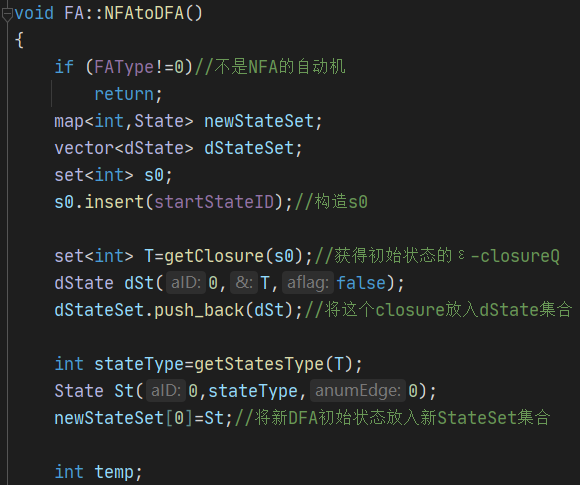 void FA::NFAtoDFA()
{
if (FAType!=0)//不是NFA的自动机
return;
map<int,State> newStateSet;
vector<dState> dStateSet;
set<int> s0;
s0.insert(startStateID);//构造s0
set<int> T=getClosure(s0);//获得初始状态的ε-closureQ
dState dSt( aID: 0, &: T, aflag: false);
dStateSet.push_back(dSt);//将这个closure放入dState集合
int stateType=getStatesType(T);
State St( aID: 0,stateType, anumEdge: 0);
newStateSet[0]=St;//将新DFA初始状态放入新StateSet集合
int temp;